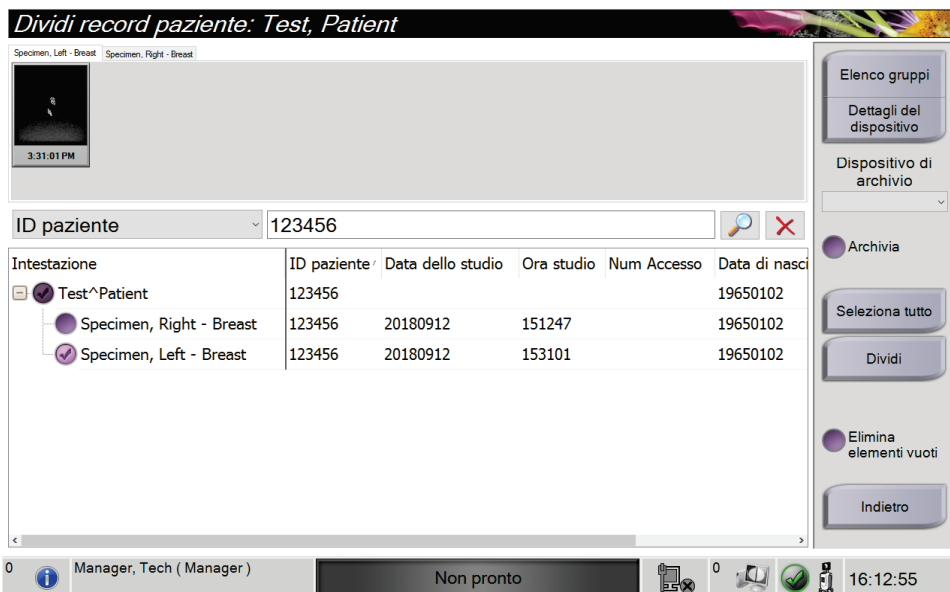 Dividi record paziente: Test, Patient
Specimen, Left - Breast Specimen, Right - Breast
3:31:01 PM
Elenco gruppi
Dettagli del
dispositivo
Dispositivo di
archivio
Archivia
Seleziona tutto
Dividi
Elimina
elementi vuoti
Indietro
ID paziente 123456
Intestazione ID paziente Data dello studio Ora studio Num Accesso Data di nasci
Test^Patient 123456 19650102
Specimen, Right - Breast 123456 20180912 151247 19650102
Specimen, Left - Breast 123456 20180912 153101 19650102
0 Manager, Tech ( Manager ) Non pronto 0 16:12:55